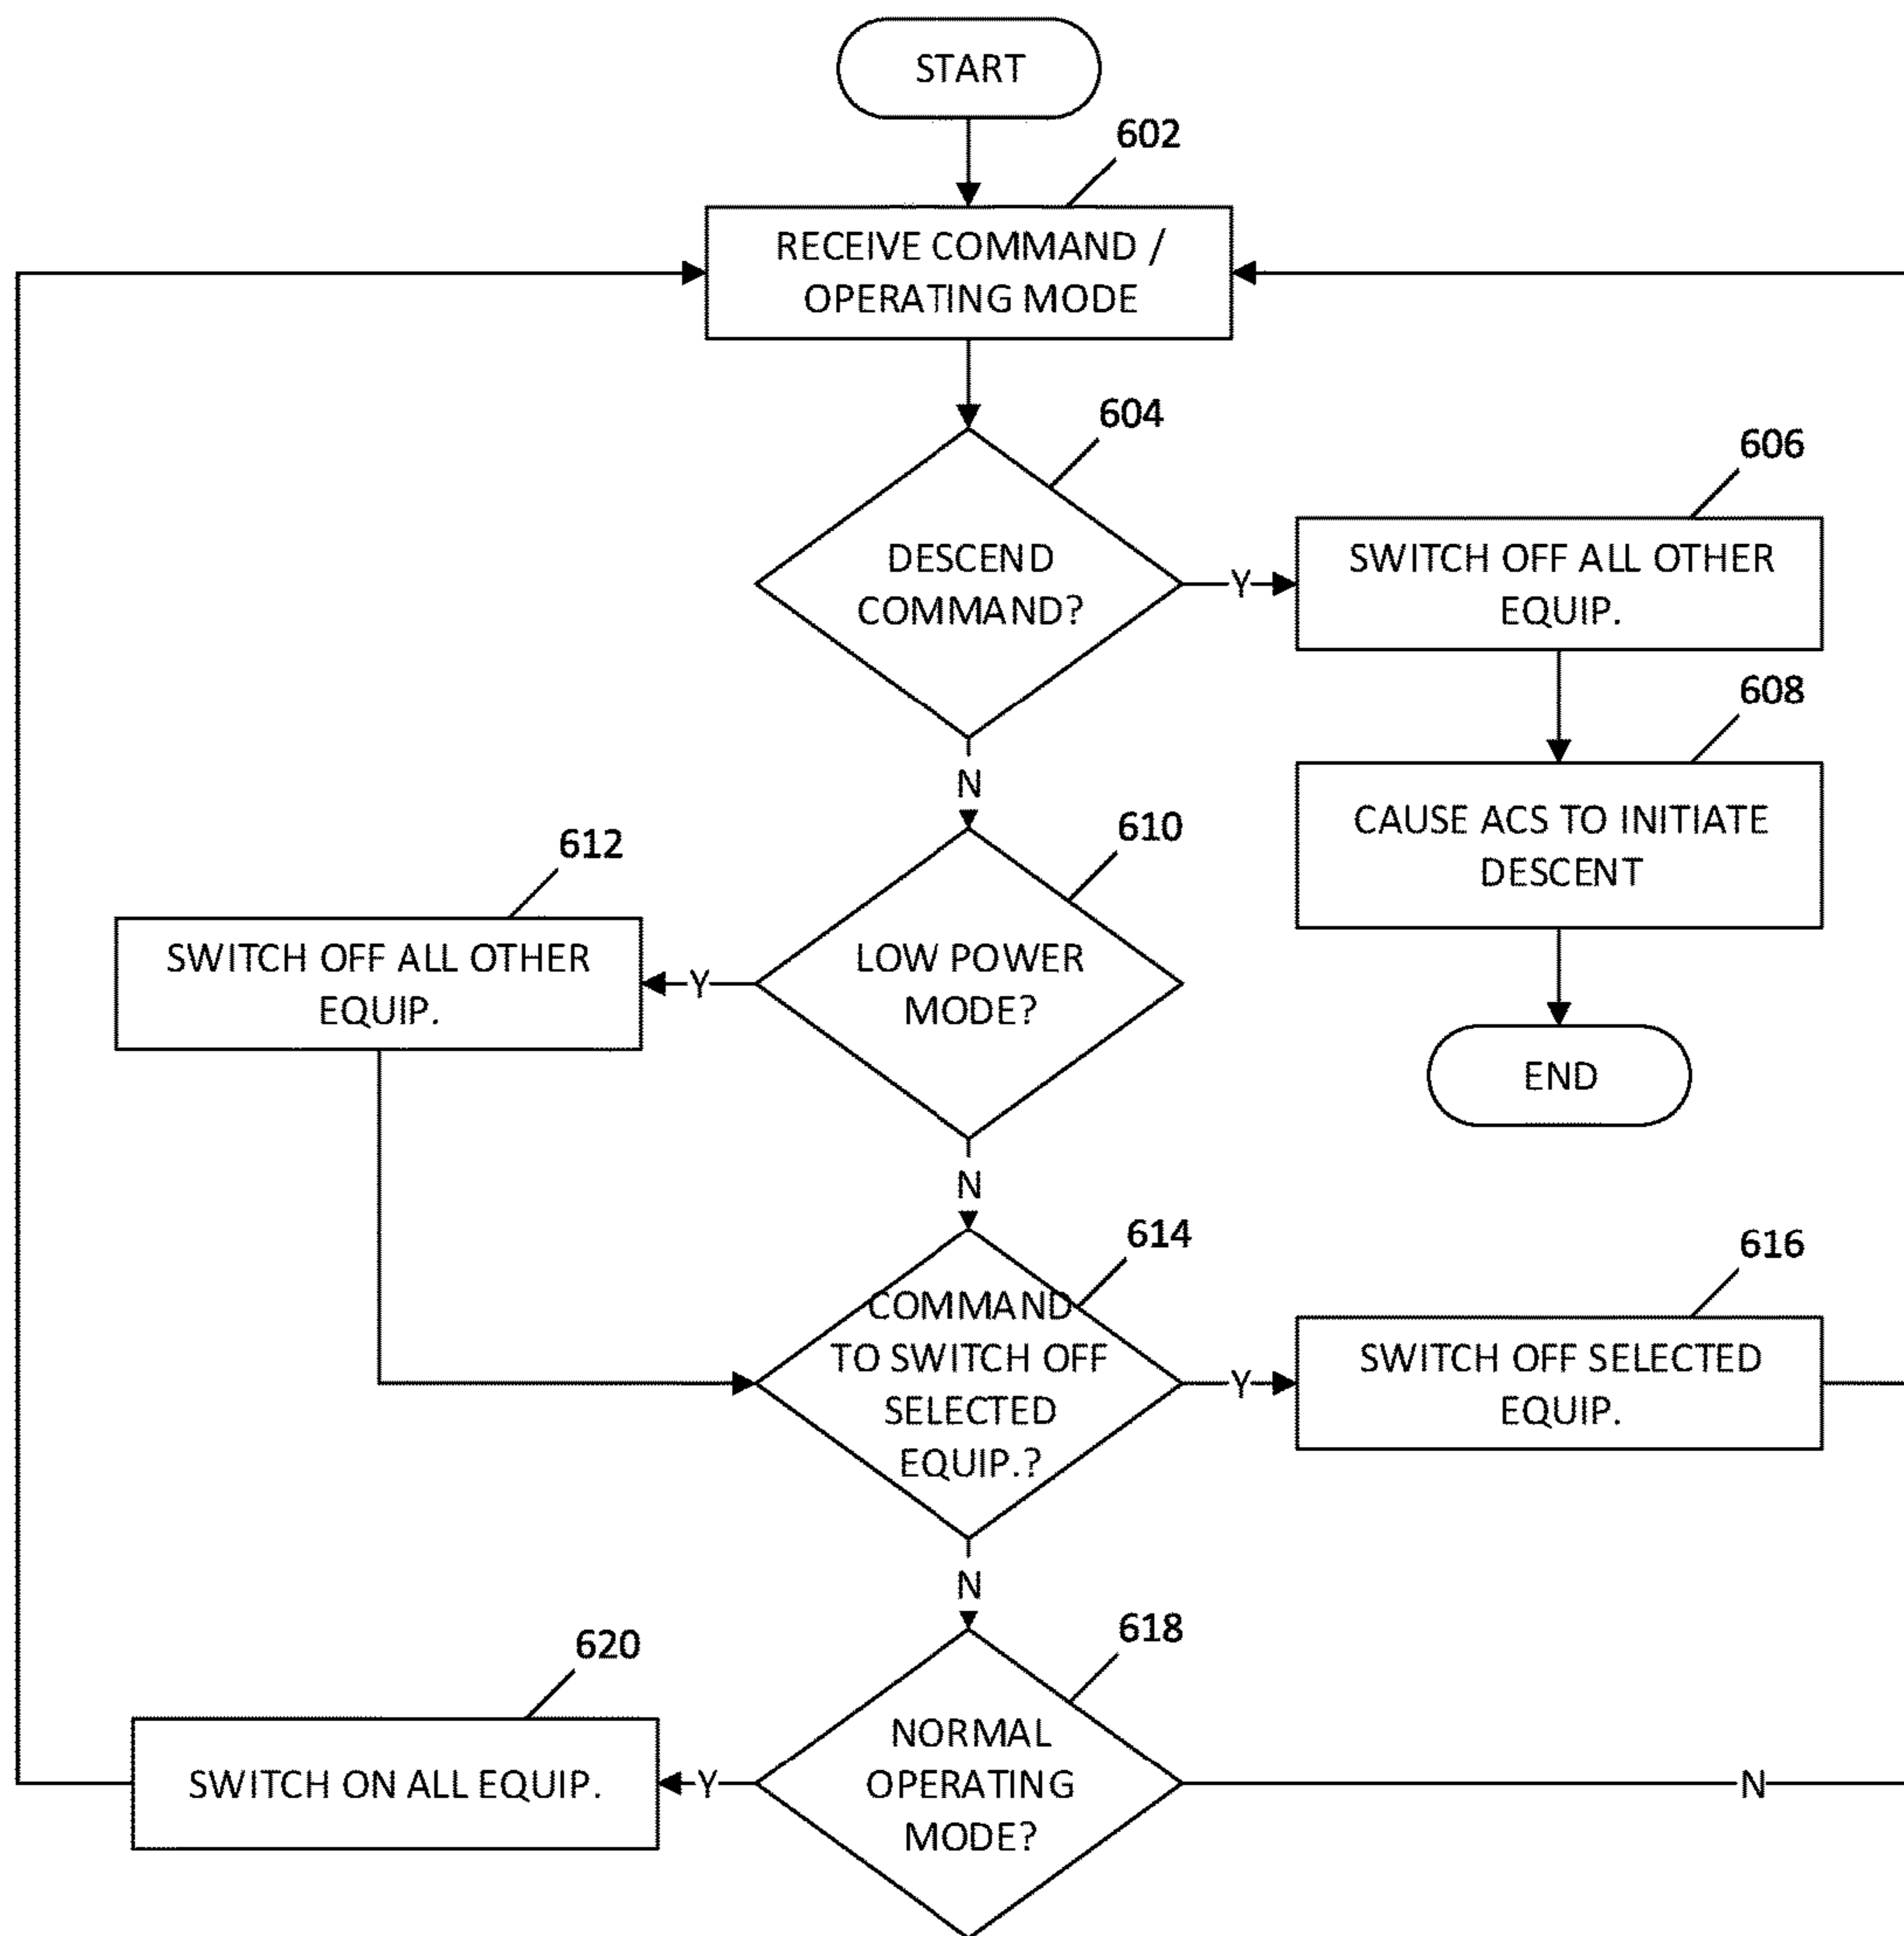 START
602
RECEIVE COMMAND /
OPERATING MODE
604
DESCEND
COMMAND?
Y
606
SWITCH OFF ALL OTHER
EQUIP.
608
CAUSE ACS TO INITIATE
DESCENT
END
N
610
LOW POWER
MODE?
Y
612
SWITCH OFF ALL OTHER
EQUIP.
N
614
COMMAND
TO SWITCH OFF
SELECTED
EQUIP.?
Y
616
SWITCH OFF SELECTED
EQUIP.
N
618
NORMAL
OPERATING
MODE?
Y
620
SWITCH ON ALL EQUIP.
N